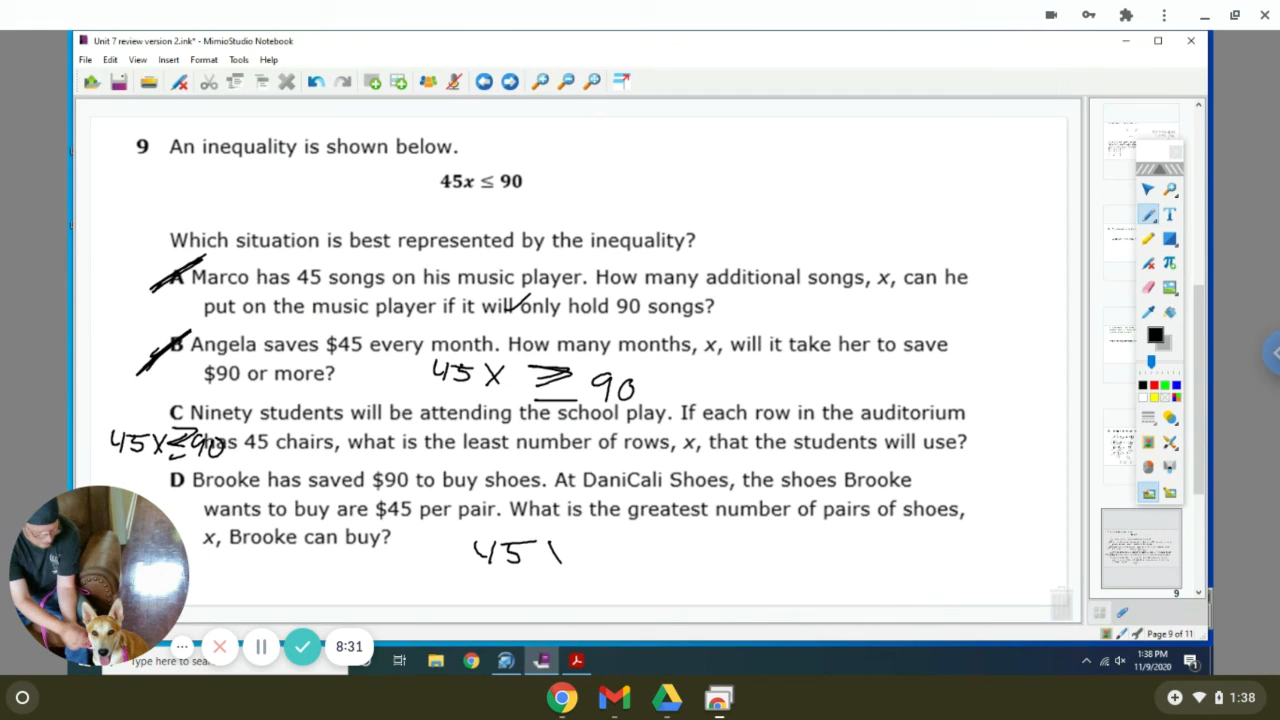 Unit 7 review version 2.ink* - MimioStudio Notebook
File Edit View Insert Format Tools Help
9 An inequality is shown below.
45x ≤ 90
Which situation is best represented by the inequality?
A Marco has 45 songs on his music player. How many additional songs, x, can he
put on the music player if it will only hold 90 songs?
B Angela saves $45 every month. How many months, x, will it take her to save
$90 or more?
45x ≥ 90
C Ninety students will be attending the school play. If each row in the auditorium
has 45 chairs, what is the least number of rows, x, that the students will use?
45x ≥ 90
D Brooke has saved $90 to buy shoes. At DaniCali Shoes, the shoes Brooke
wants to buy are $45 per pair. What is the greatest number of pairs of shoes,
x, Brooke can buy?
45 \
9
Page 9 of 11
8:31
Type here to sea
1:38 PM
11/9/2020
1
1:38